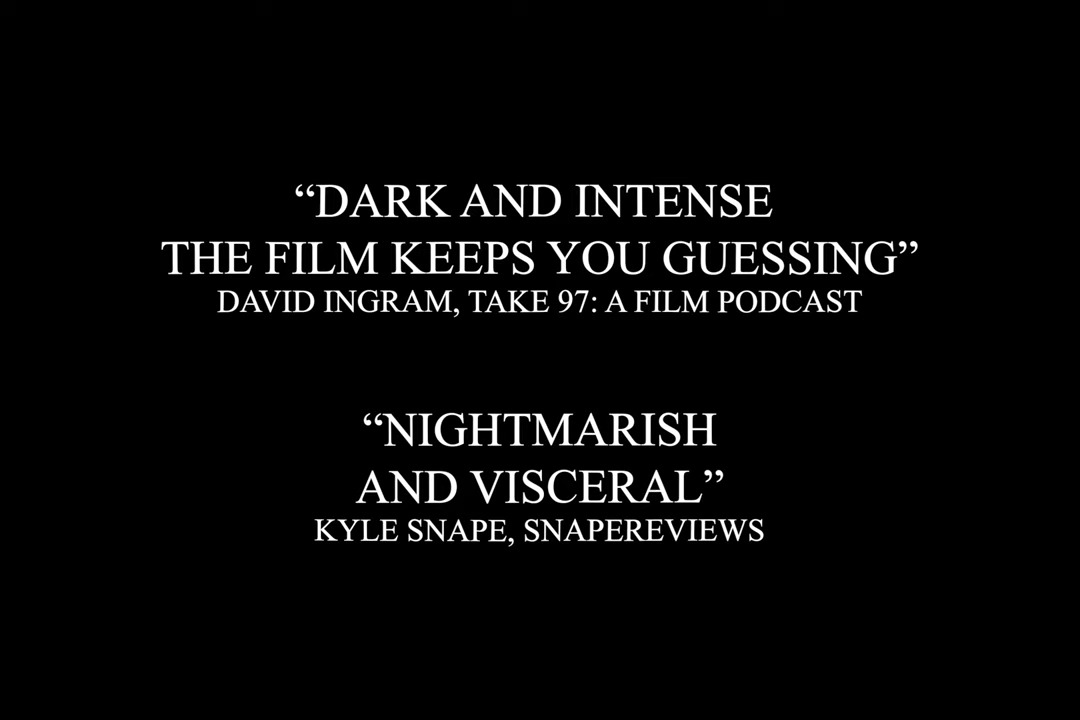 “DARK AND INTENSE
THE FILM KEEPS YOU GUESSING”
DAVID INGRAM, TAKE 97: A FILM PODCAST
“NIGHTMARISH
AND VISCERAL”
KYLE SNAPE, SNAPEREVIEWS